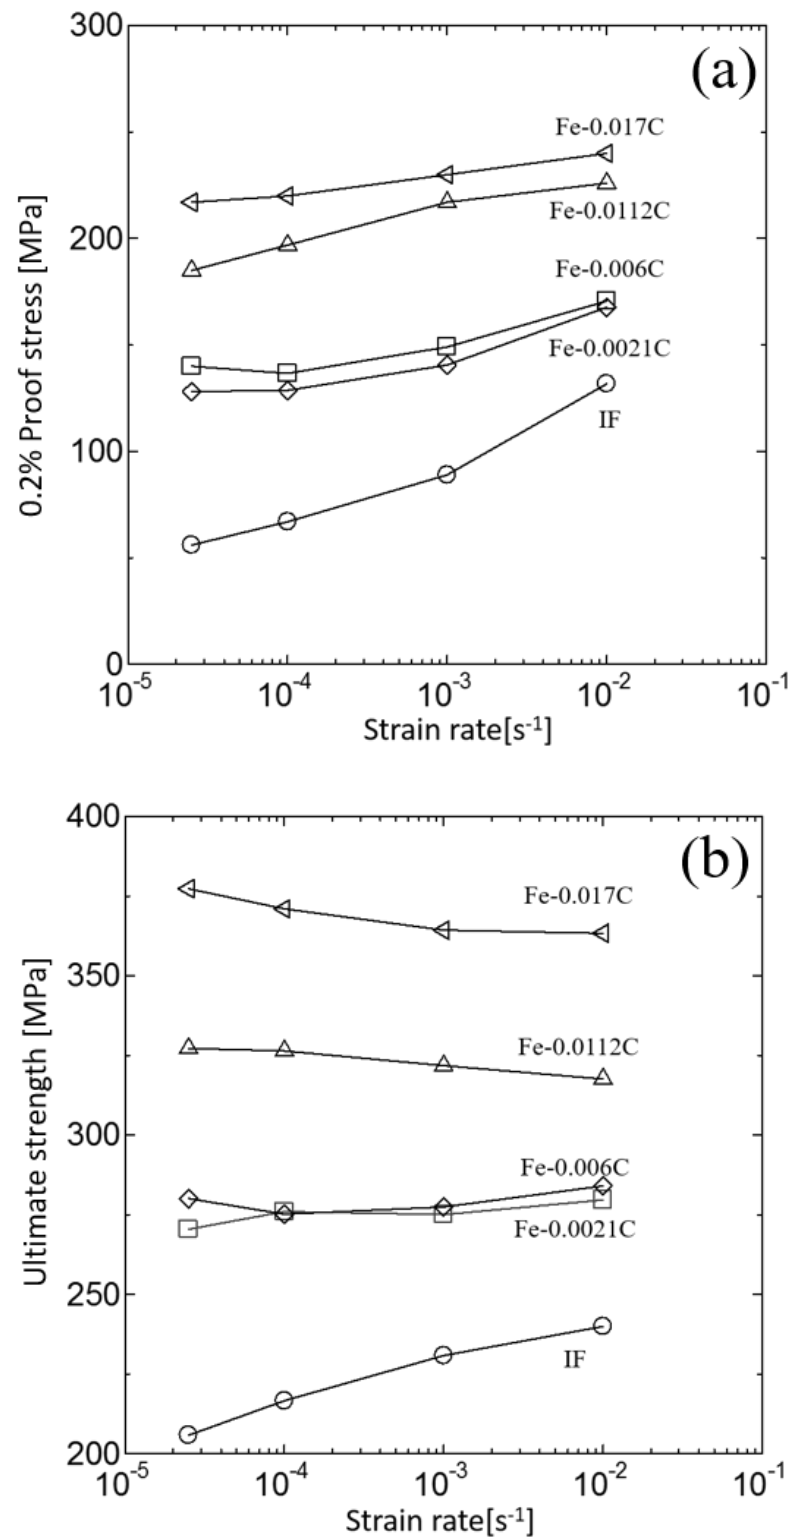 300
(a)
Fe-0.017C
Fe-0.0112C
200
Fe-0.006C
Fe-0.0021C
100
IF
0
0.2% Proof stress [MPa]
10-5 10-4 10-3 10-2 10-1
Strain rate[s-1]
400
(b)
Fe-0.017C
350
Fe-0.0112C
300
Fe-0.006C
Fe-0.0021C
250
IF
200
Ultimate strength [MPa]
10-5 10-4 10-3 10-2 10-1
Strain rate[s-1]